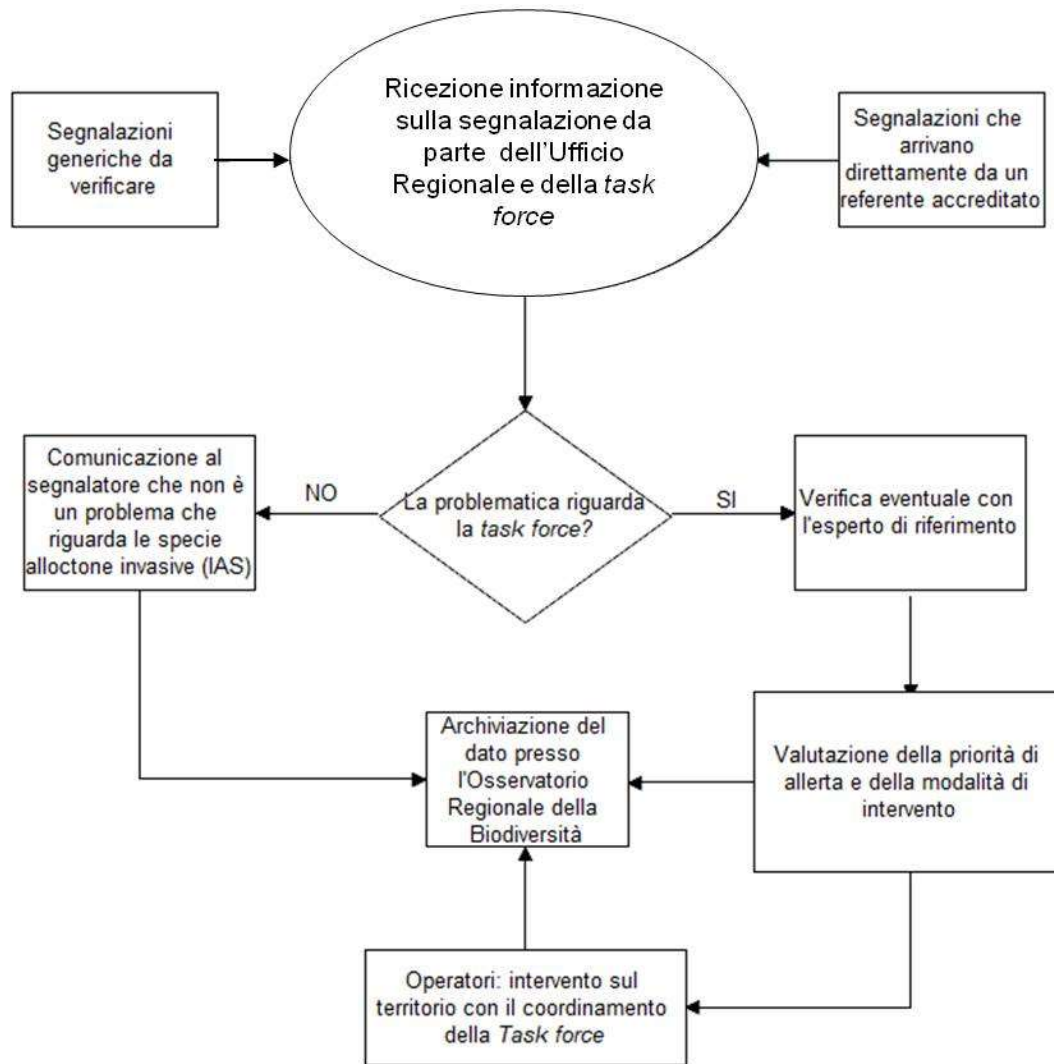 Ricezione informazione
sulla segnalazione da
parte dell'Ufficio
Regionale e della task
force
Segnalazioni
generiche da
verificare
Segnalazioni che
arrivano
direttamente da un
referente accreditato
La problematica riguarda
la task force?
NO
SI
Comunicazione al
segnalatore che non è
un problema che
riguarda le specie
alloctone invasive (IAS)
Verifica eventuale con
l'esperto di riferimento
Archiviazione del
dato presso
l'Osservatorio
Regionale della
Biodiversità
Valutazione della priorità di
allerta e della modalità di
intervento
Operatori: intervento sul
territorio con il coordinamento
della Task force